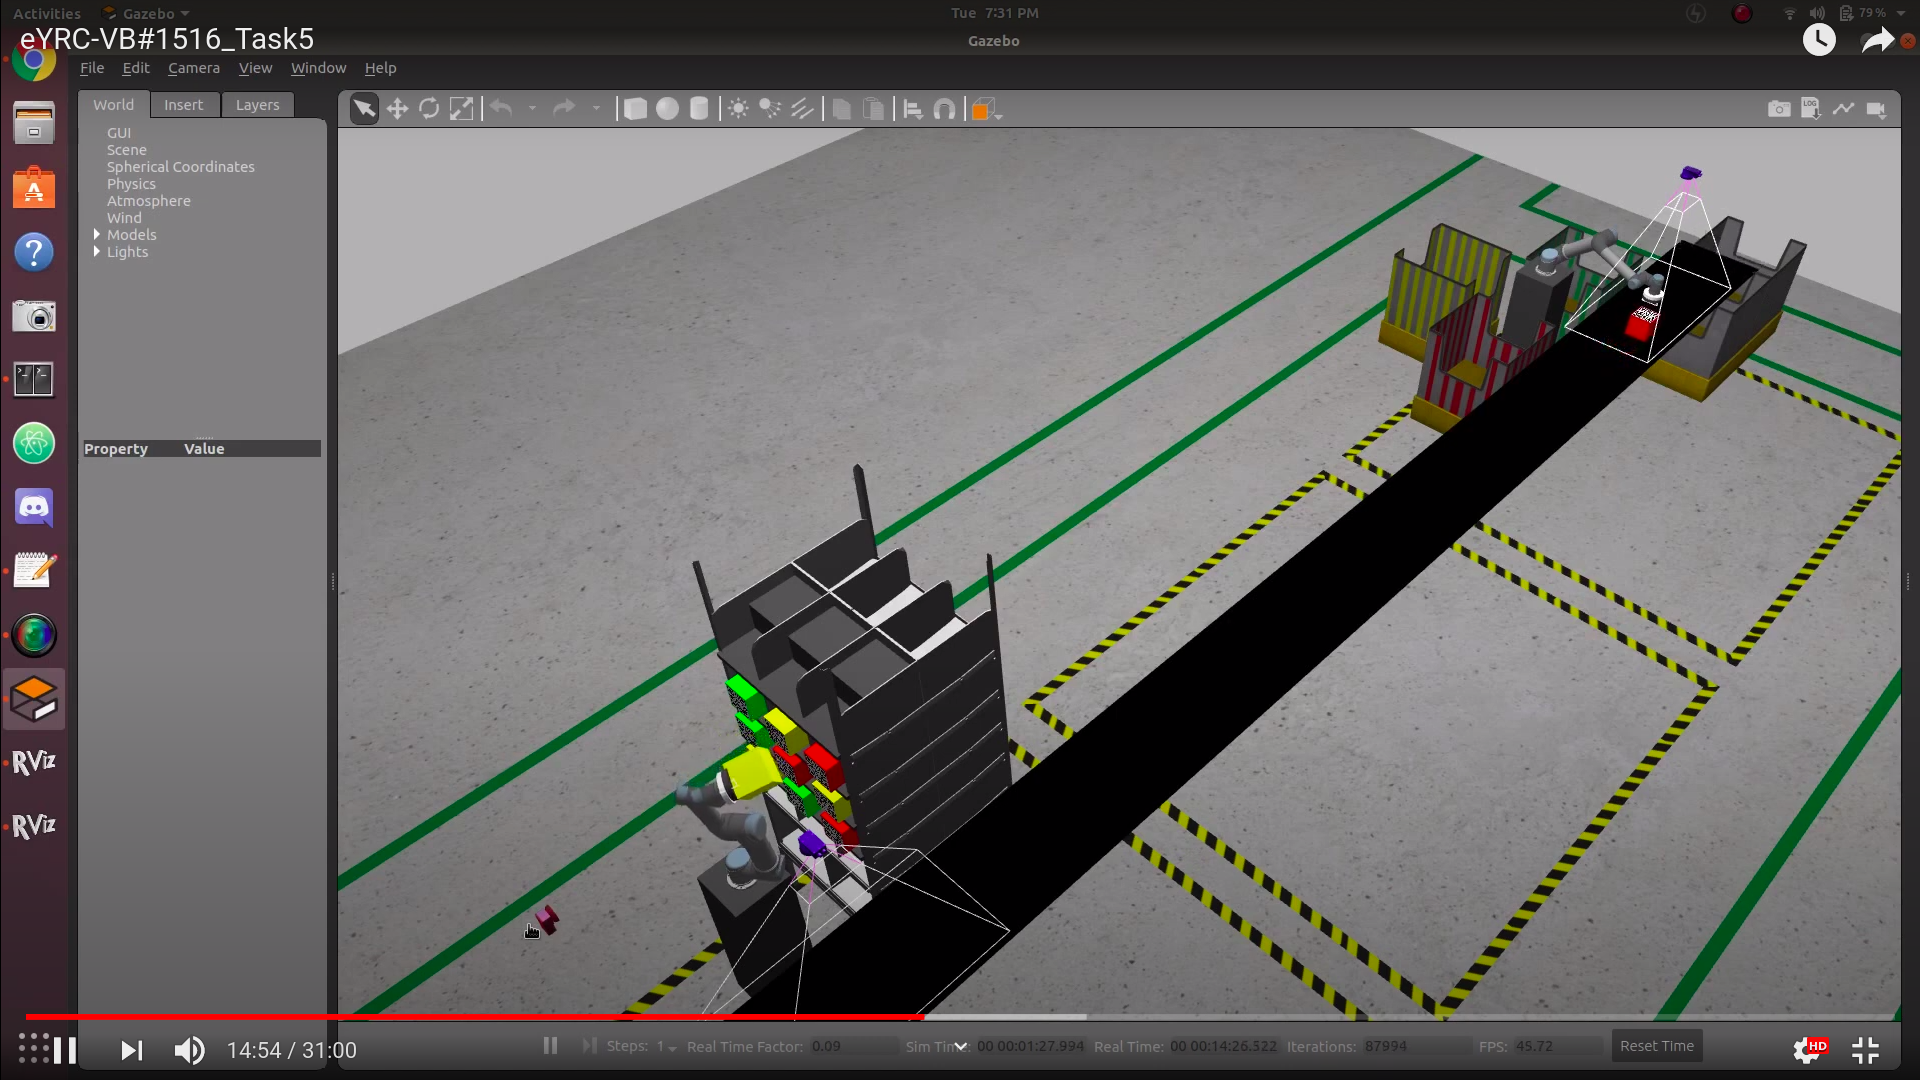 Activities Gazebo Tue 7:31 PM 79 %
eYRC-VB#1516_Task5
Gazebo
File Edit Camera View Window Help
World Insert Layers
LOG
GUI
Scene
Spherical Coordinates
Physics
Atmosphere
Wind
Models
Lights
Property Value
RViz
RViz
14:54 / 31:00
Steps: 1 Real Time Factor: 0.09 Sim Time: 00 00:01:27.994 Real Time: 00 00:14:26.322 Iterations: 87994 FPS: 45.72 Reset Time
HD